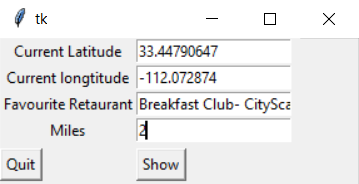 tk
Current Latitude 33.44790647
Current longtitude -112.072874
Favourite Retaurant Breakfast Club- CitySca
Miles 2
Quit Show